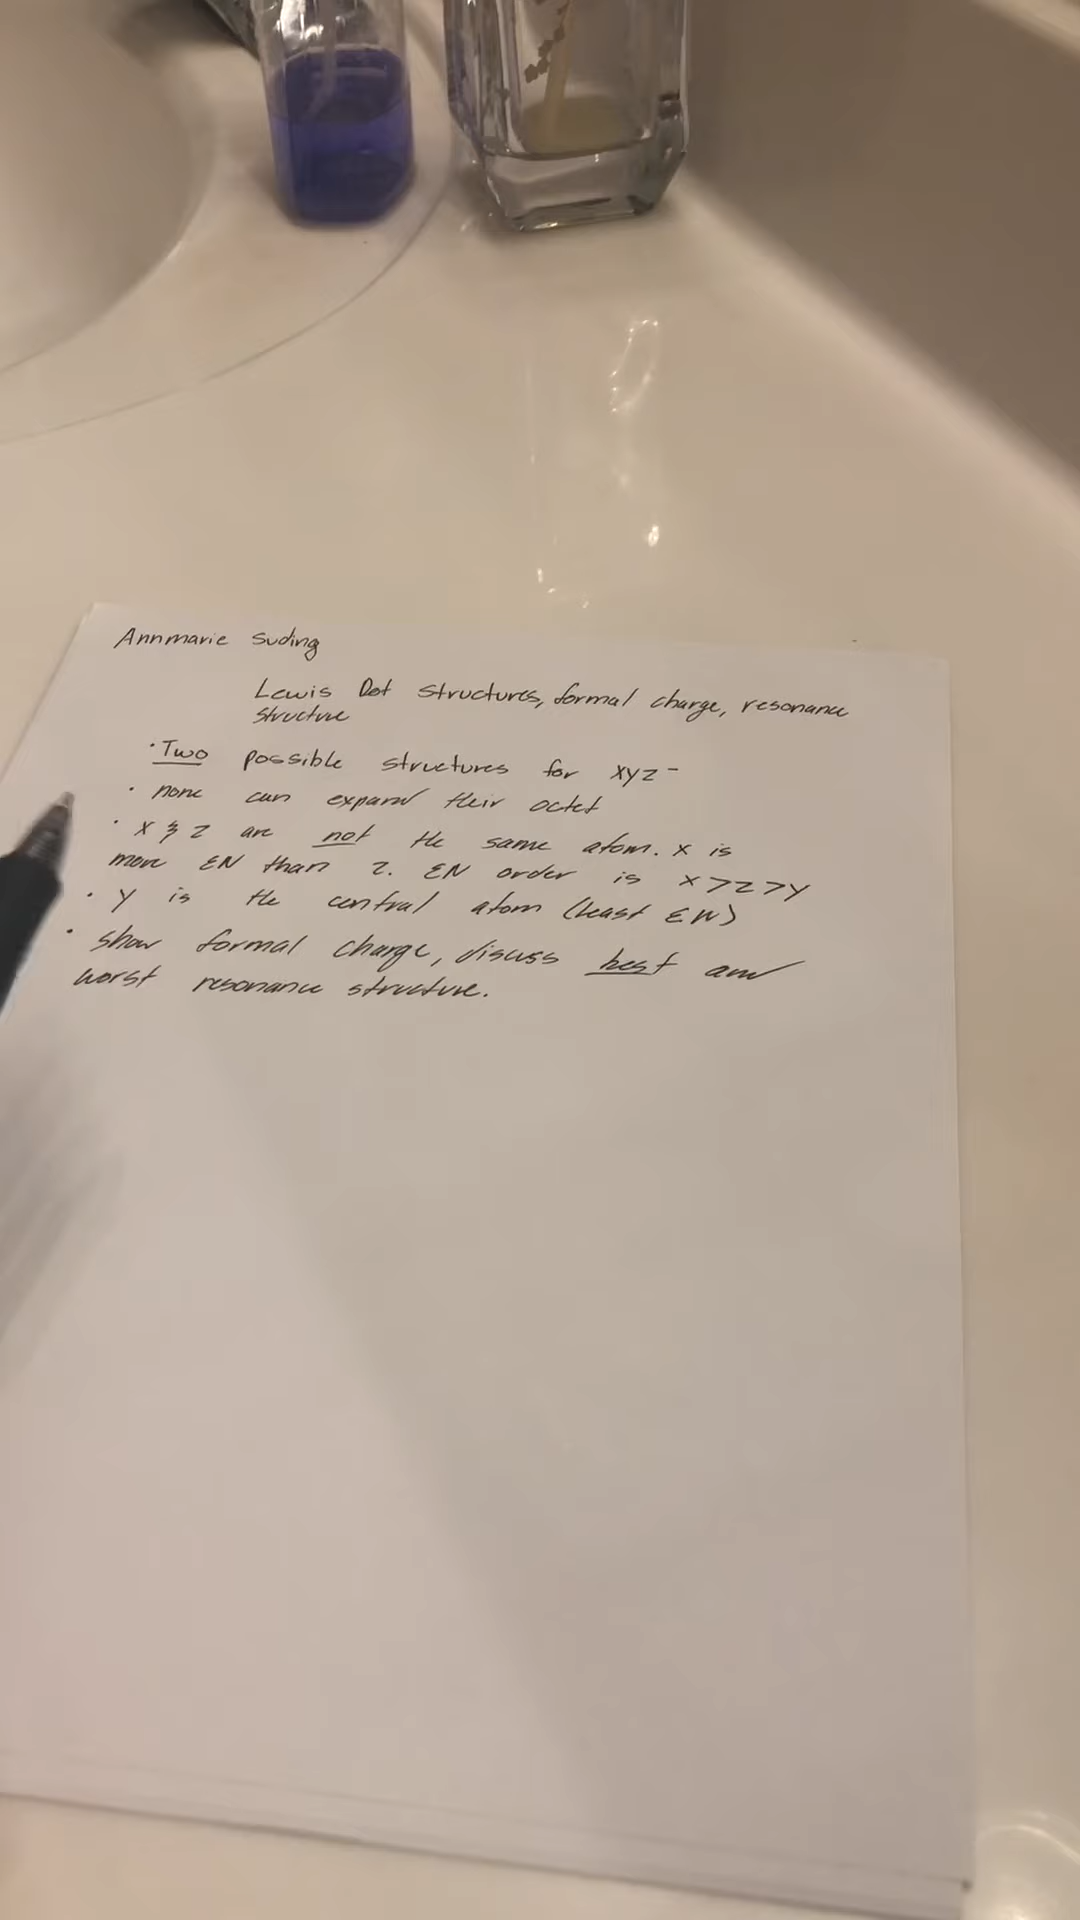 Annmarie Suding
Lewis Dot structures, formal charge, resonance
structure
· Two possible structures for xyz⁻
· none can expand their octet
· x & z are not the same atom. x is
more EN than z. EN order is x>z>y
· y is the central atom (least EN)
· show formal charge, discuss best and
worst resonance structure.